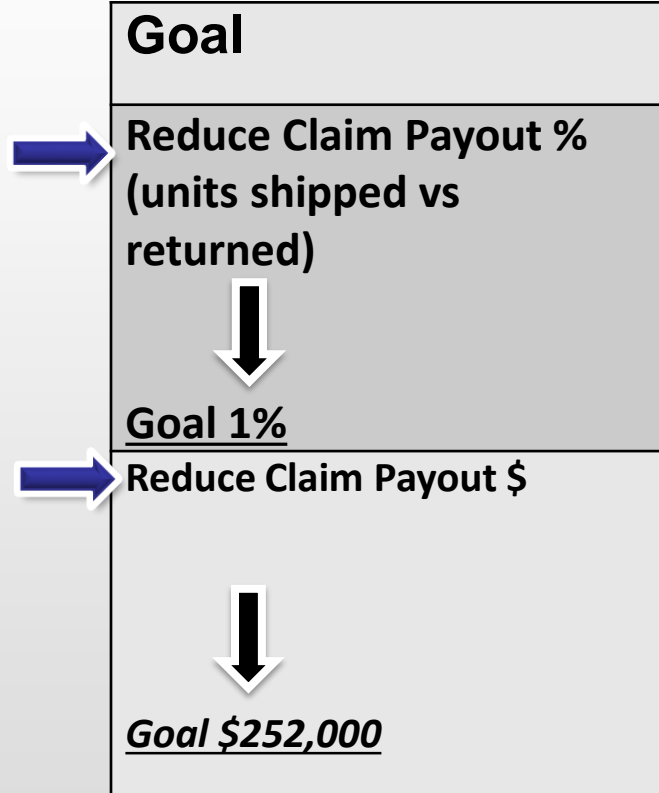 Goal
Reduce Claim Payout %
(units shipped vs
returned)
Goal 1%
Reduce Claim Payout $
Goal $252,000